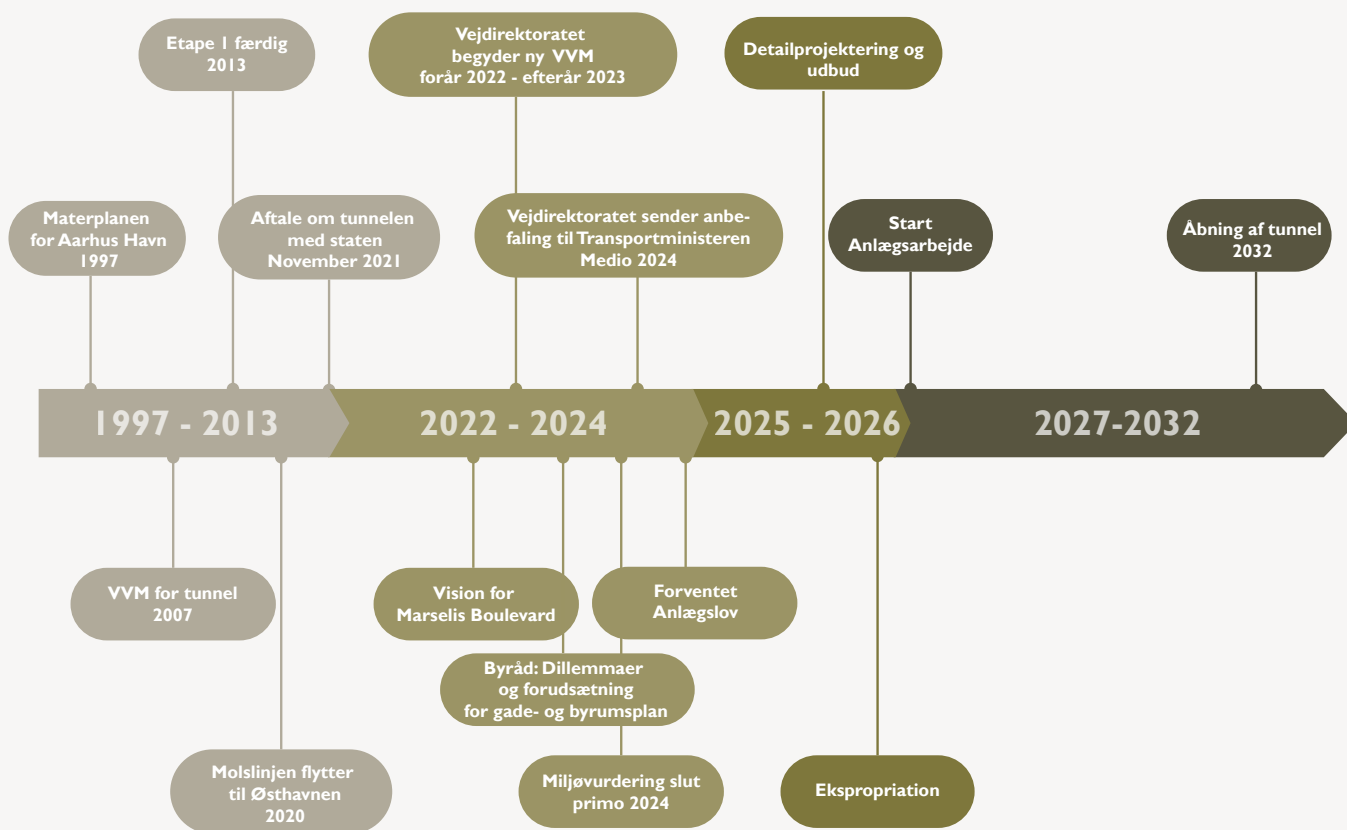 Etape 1 færdig
2013
Vejdirektoratet
begyder ny VVM
forår 2022 - efterår 2023
Detailprojektering og
udbud
Materplanen
for Aarhus Havn
1997
Aftale om tunnelen
med staten
November 2021
Vejdirektoratet sender anbe-
faling til Transportministeren
Medio 2024
Start
Anlægsarbejde
Åbning af tunnel
2032
1997 - 2013
2022 - 2024
2025 - 2026
2027-2032
VVM for tunnel
2007
Vision for
Marselis Boulevard
Forventet
Anlægslov
Byråd: Dillemmaer
og forudsætning
for gade- og byrumsplan
Molslinjen flytter
til Østhavnen
2020
Miljøvurdering slut
primo 2024
Ekspropriation